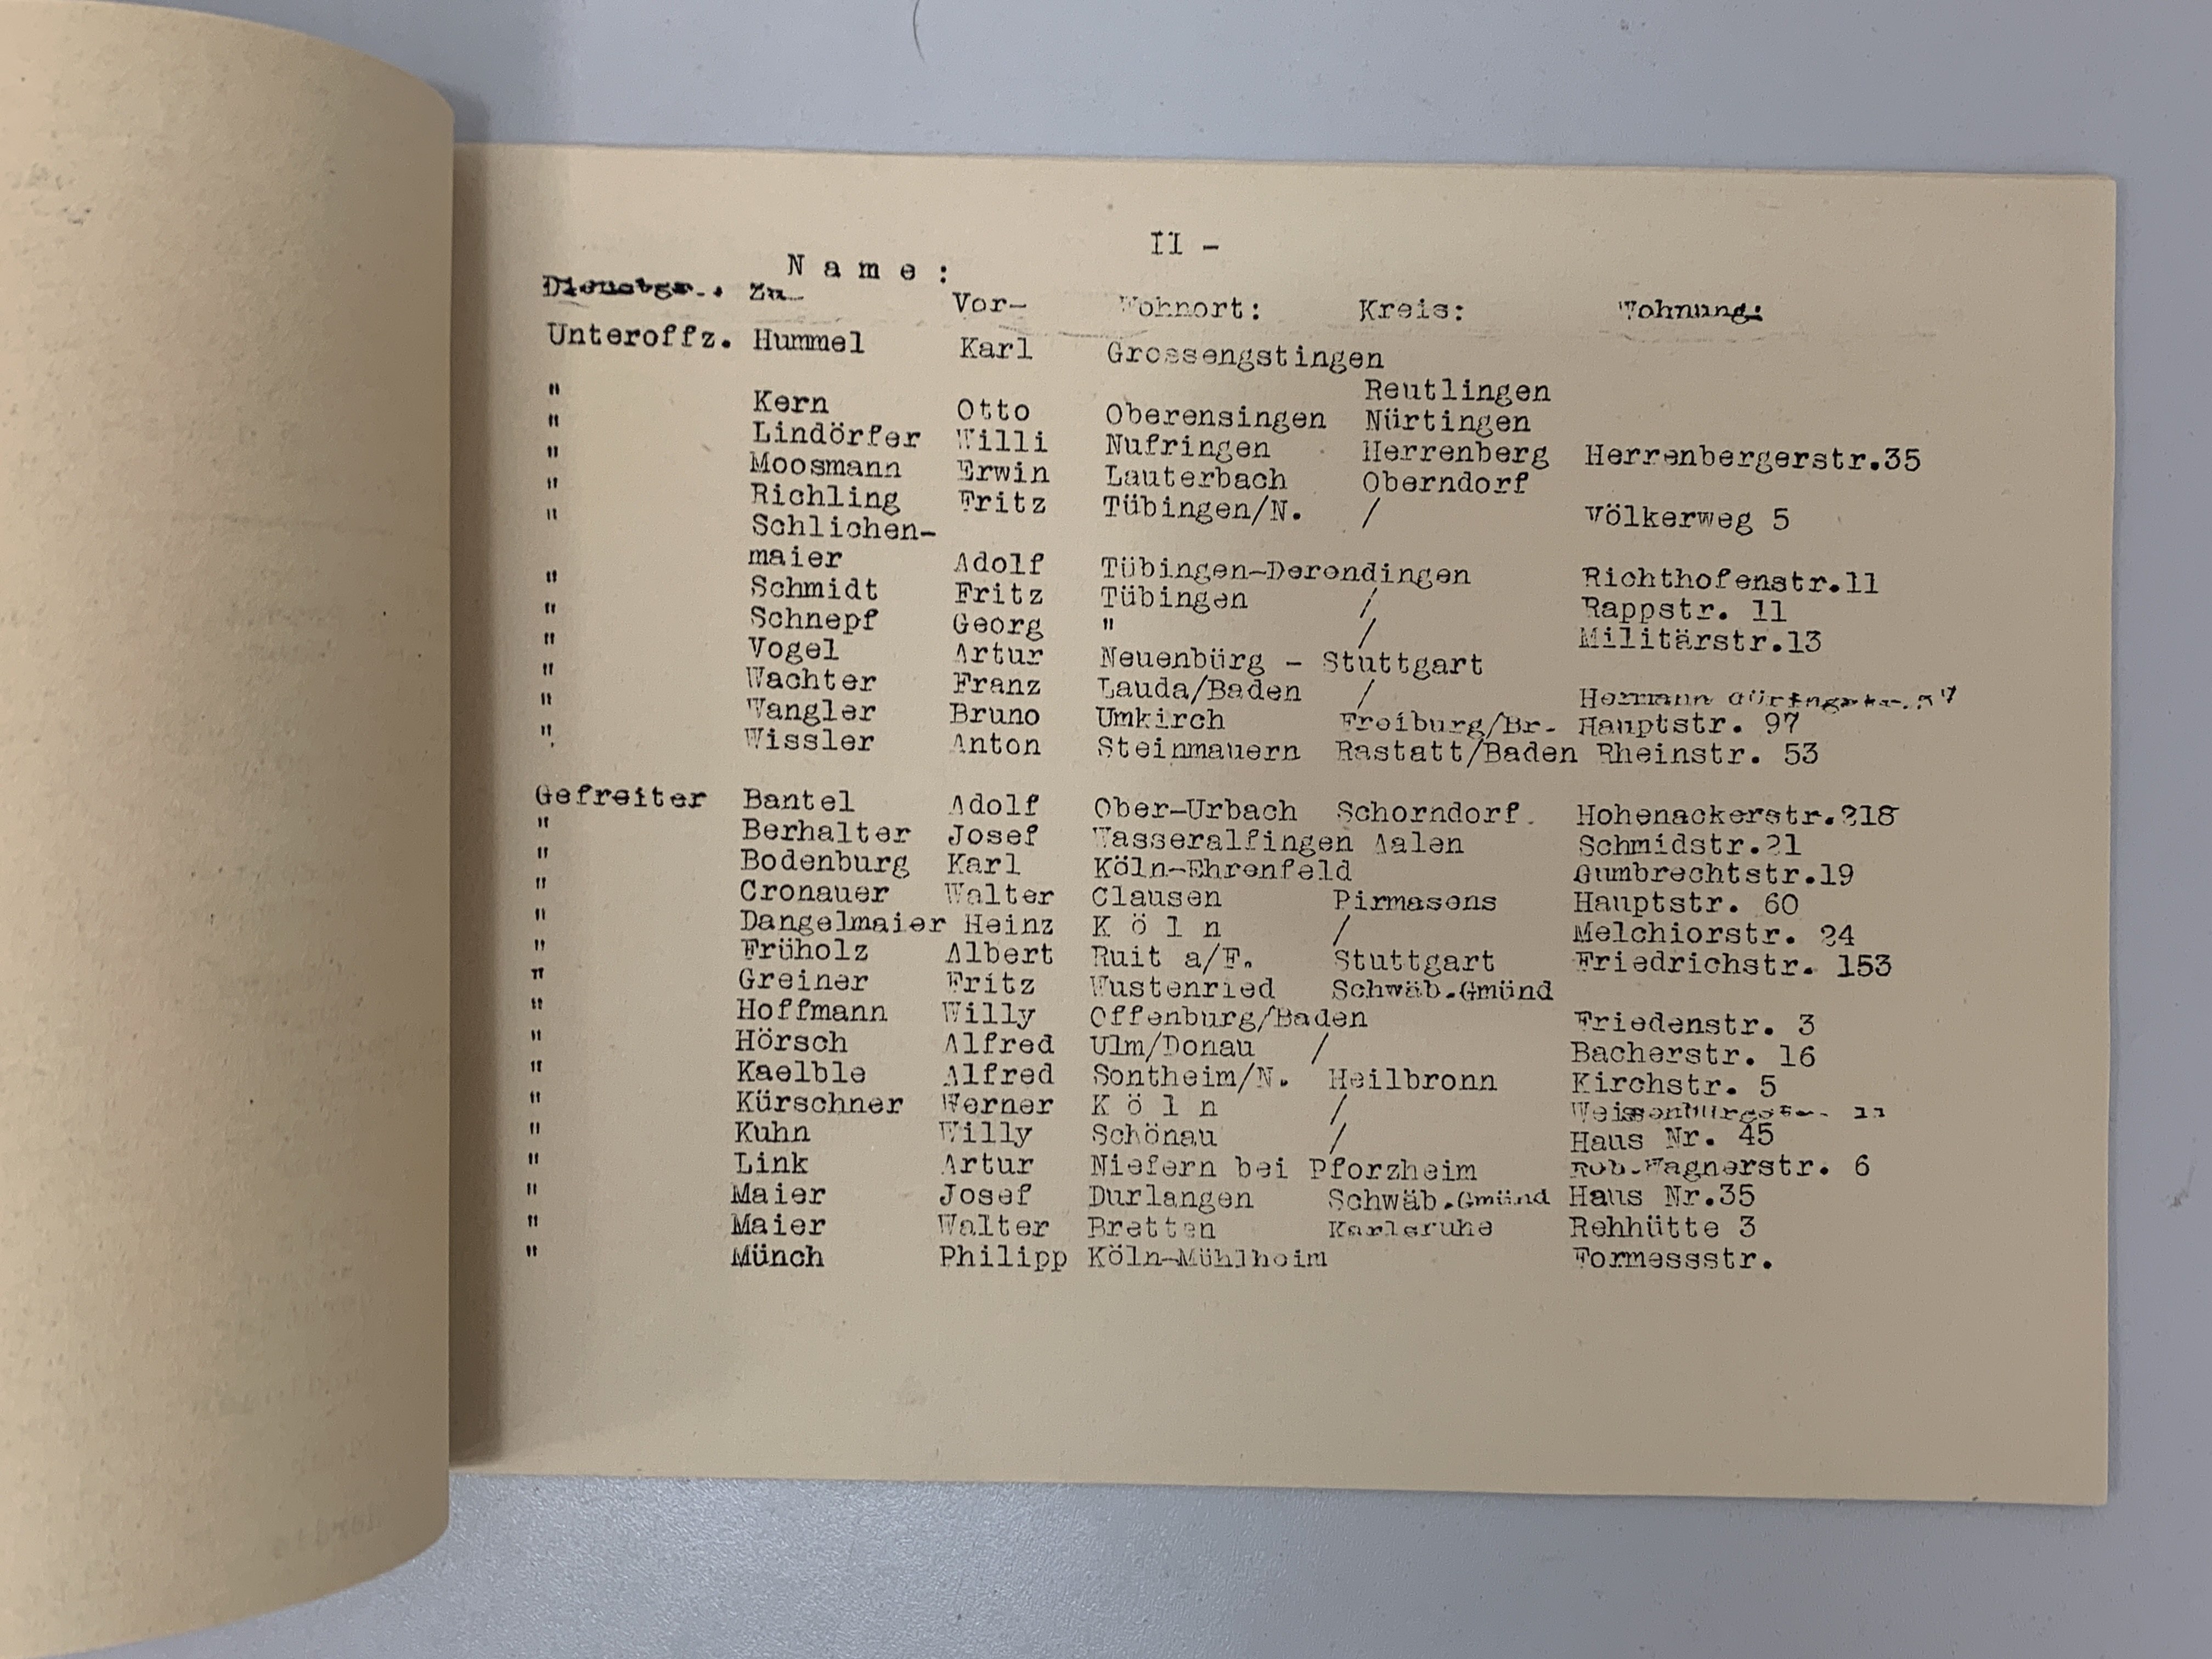 II -
N a m e :
Dienstgr.: Zu- Vor- Wohnort: Kreis: Wohnung:
Unteroffz. Hummel Karl Grossengstingen
Reutlingen
" Kern Otto Oberensingen Nürtingen
" Lindörfer Willi Nufringen Herrenberg Herrenbergerstr.35
" Moosmann Erwin Lauterbach Oberndorf
" Richling Fritz Tübingen/N. / Völkerweg 5
" Schlichen-
maier Adolf Tübingen-Derendingen Richthofenstr.11
" Schmidt Fritz Tübingen / Rappstr. 11
" Schnepf Georg " / Militärstr.13
" Vogel Artur Neuenbürg - Stuttgart
" Wachter Franz Lauda/Baden / Hermann Göringstr.
" Wangler Bruno Umkirch Freiburg/Br. Hauptstr. 97
" Wissler Anton Steinmauern Rastatt/Baden Rheinstr. 53
Gefreiter Bantel Adolf Ober-Urbach Schorndorf. Hohenackerstr.218
" Berhalter Josef Wasseralfingen Aalen Schmidstr.21
" Bodenburg Karl Köln-Ehrenfeld Gumbrechtstr.19
" Cronauer Walter Clausen Pirmasens Hauptstr. 60
" Dangelmaier Heinz K ö l n / Melchiorstr. 24
" Früholz Albert Ruit a/F. Stuttgart Friedrichstr. 153
" Greiner Fritz Wustenried Schwäb.Gmünd
" Hoffmann Willy Offenburg/Baden Friedenstr. 3
" Hörsch Alfred Ulm/Donau / Bacherstr. 16
" Kaelble Alfred Sontheim/N. Heilbronn Kirchstr. 5
" Kürschner Werner K ö l n / Weissenburgstr. 11
" Kuhn Willy Schönau / Haus Nr. 45
" Link Artur Niefern bei Pforzheim Rob.Wagnerstr. 6
" Maier Josef Durlangen Schwäb.Gmünd Haus Nr.35
" Maier Walter Bretten Karlsruhe Rehhütte 3
" Münch Philipp Köln-Mühlheim Formessstr.